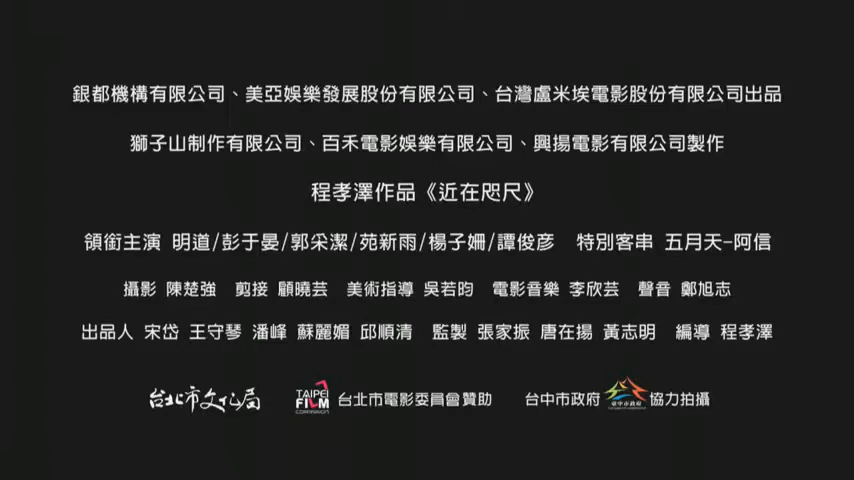 銀都機構有限公司、美亞娛樂發展股份有限公司、台灣盧米埃電影股份有限公司出品
獅子山制作有限公司、百禾電影娛樂有限公司、興揚電影有限公司製作
程孝澤作品《近在咫尺》
領銜主演 明道/彭于晏/郭采潔/苑新雨/楊子姍/譚俊彥 特別客串 五月天-阿信
攝影 陳楚強 剪接 顧曉芸 美術指導 吳若昀 電影音樂 李欣芸 聲音 鄭旭志
出品人 宋岱 王守琴 潘峰 蘇麗媚 邱順清 監製 張家振 唐在揚 黃志明 編導 程孝澤
台北市文化局 TAIPEI FILM COMMISSION 台北市電影委員會贊助 台中市政府 臺中市政府 協力拍攝